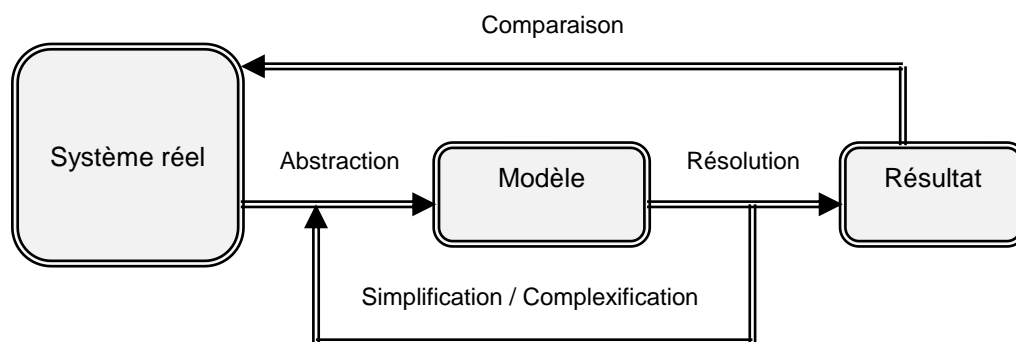 Comparaison
Système réel
Abstraction
Modèle
Résolution
Résultat
Simplification / Complexification